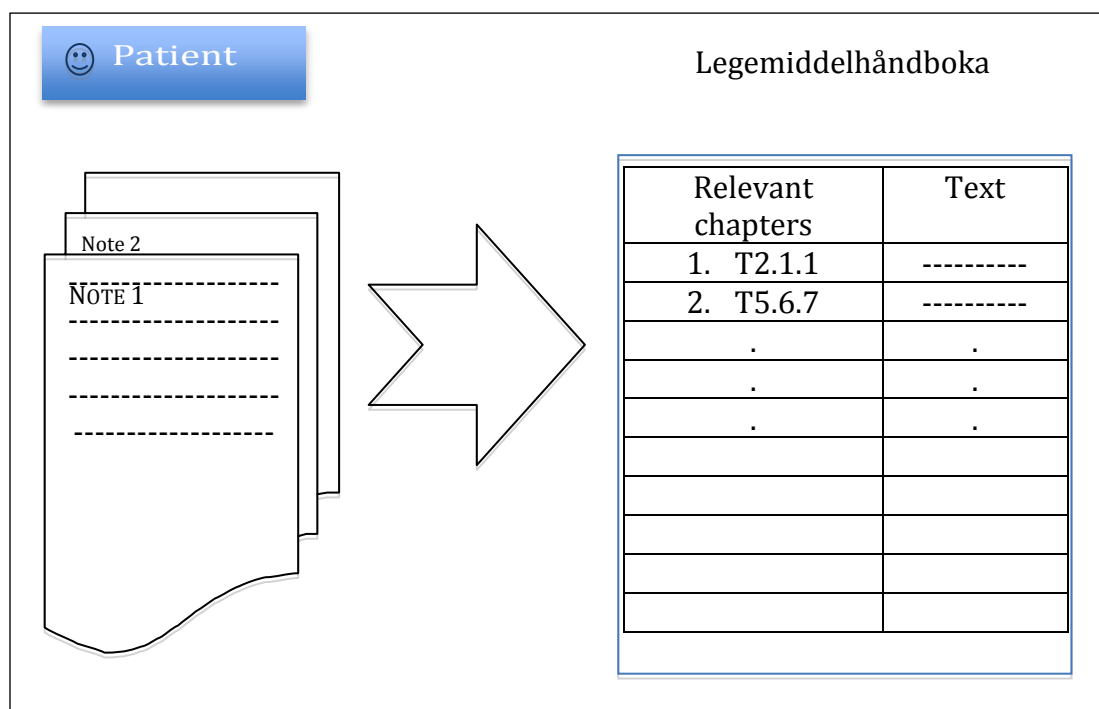 Patient
Legemiddelhåndboka
Note 2
NOTE 1
--------------------
--------------------
--------------------
--------------------
-------------------
Relevant chapters Text
1. T2.1.1 ----------
2. T5.6.7 ----------
. .
. .
. .